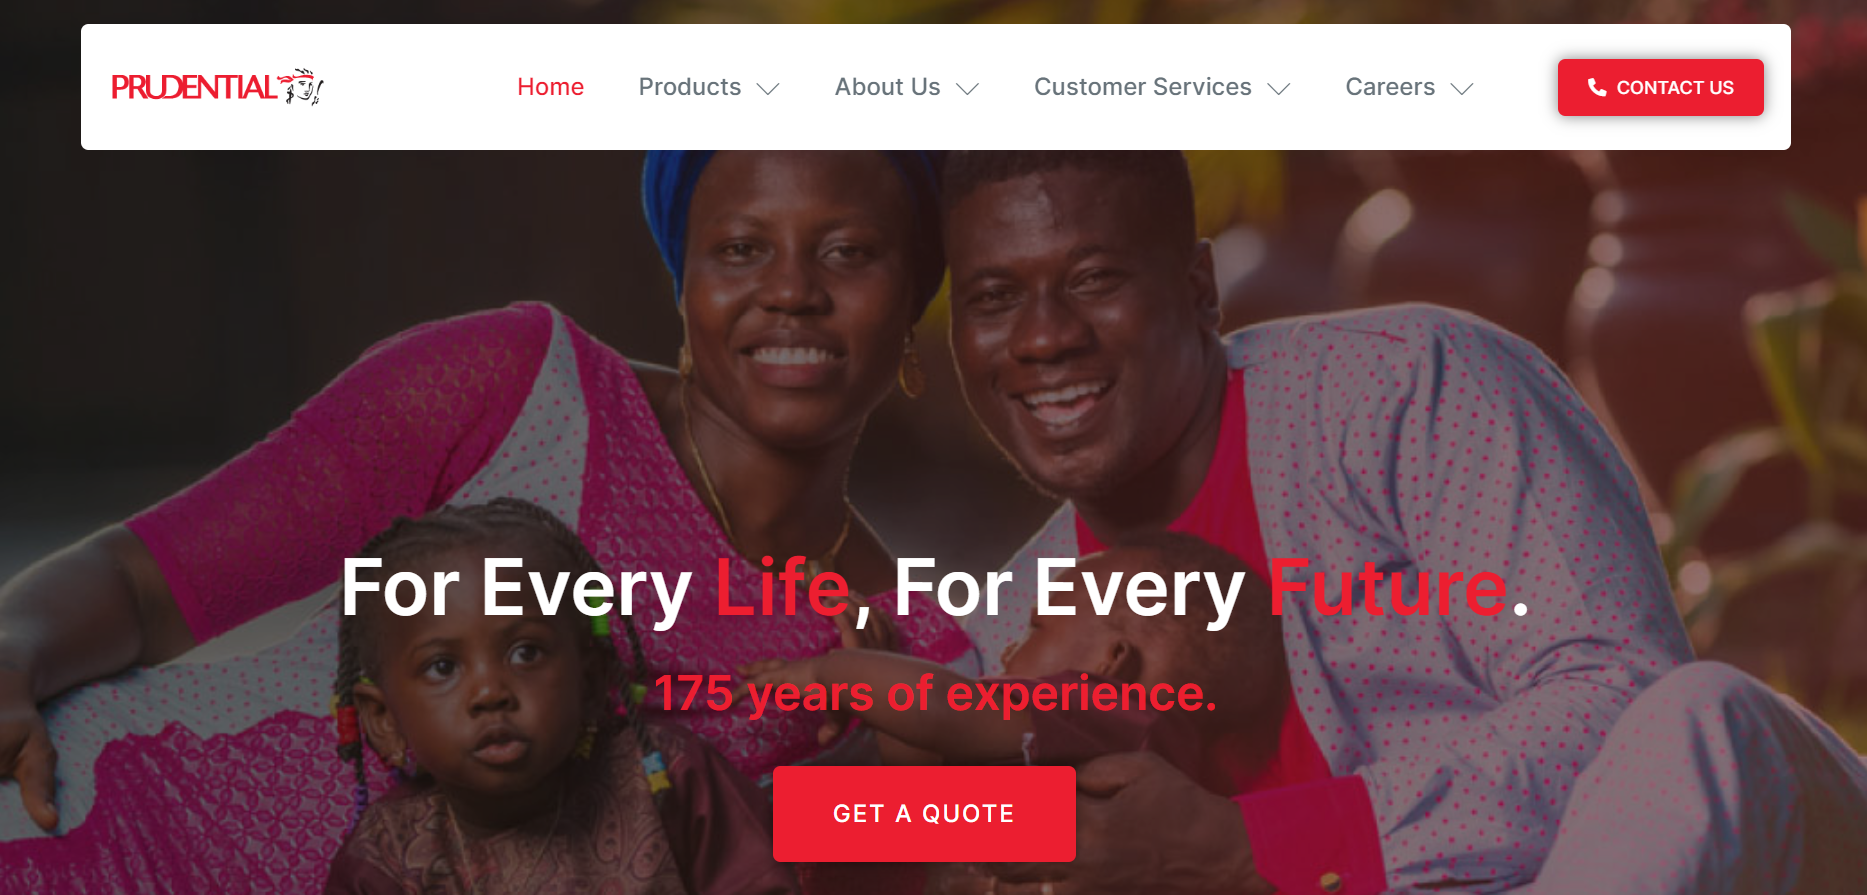 PRUDENTIAL
Home
Products
About Us
Customer Services
Careers
CONTACT US
For Every Life, For Every Future.
175 years of experience.
GET A QUOTE